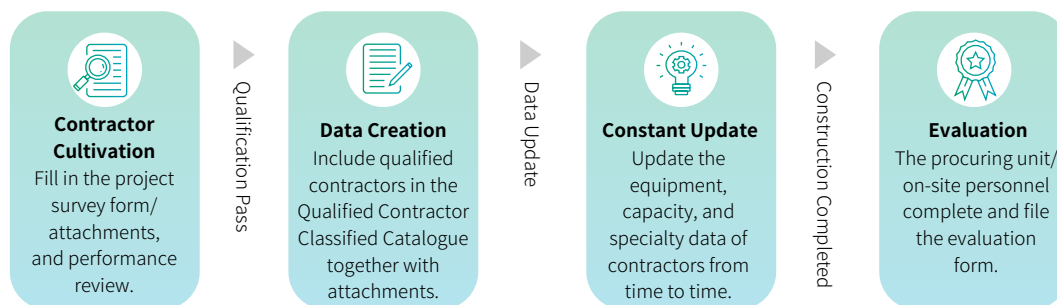 Contractor
Cultivation
Fill in the project
survey form/
attachments,
and performance
review.
Qualification Pass
Data Creation
Include qualified
contractors in the
Qualified Contractor
Classified Catalogue
together with
attachments.
Data Update
Constant Update
Update the
equipment,
capacity, and
specialty data of
contractors from
time to time.
Construction Completed
Evaluation
The procuring unit/
on-site personnel
complete and file
the evaluation
form.